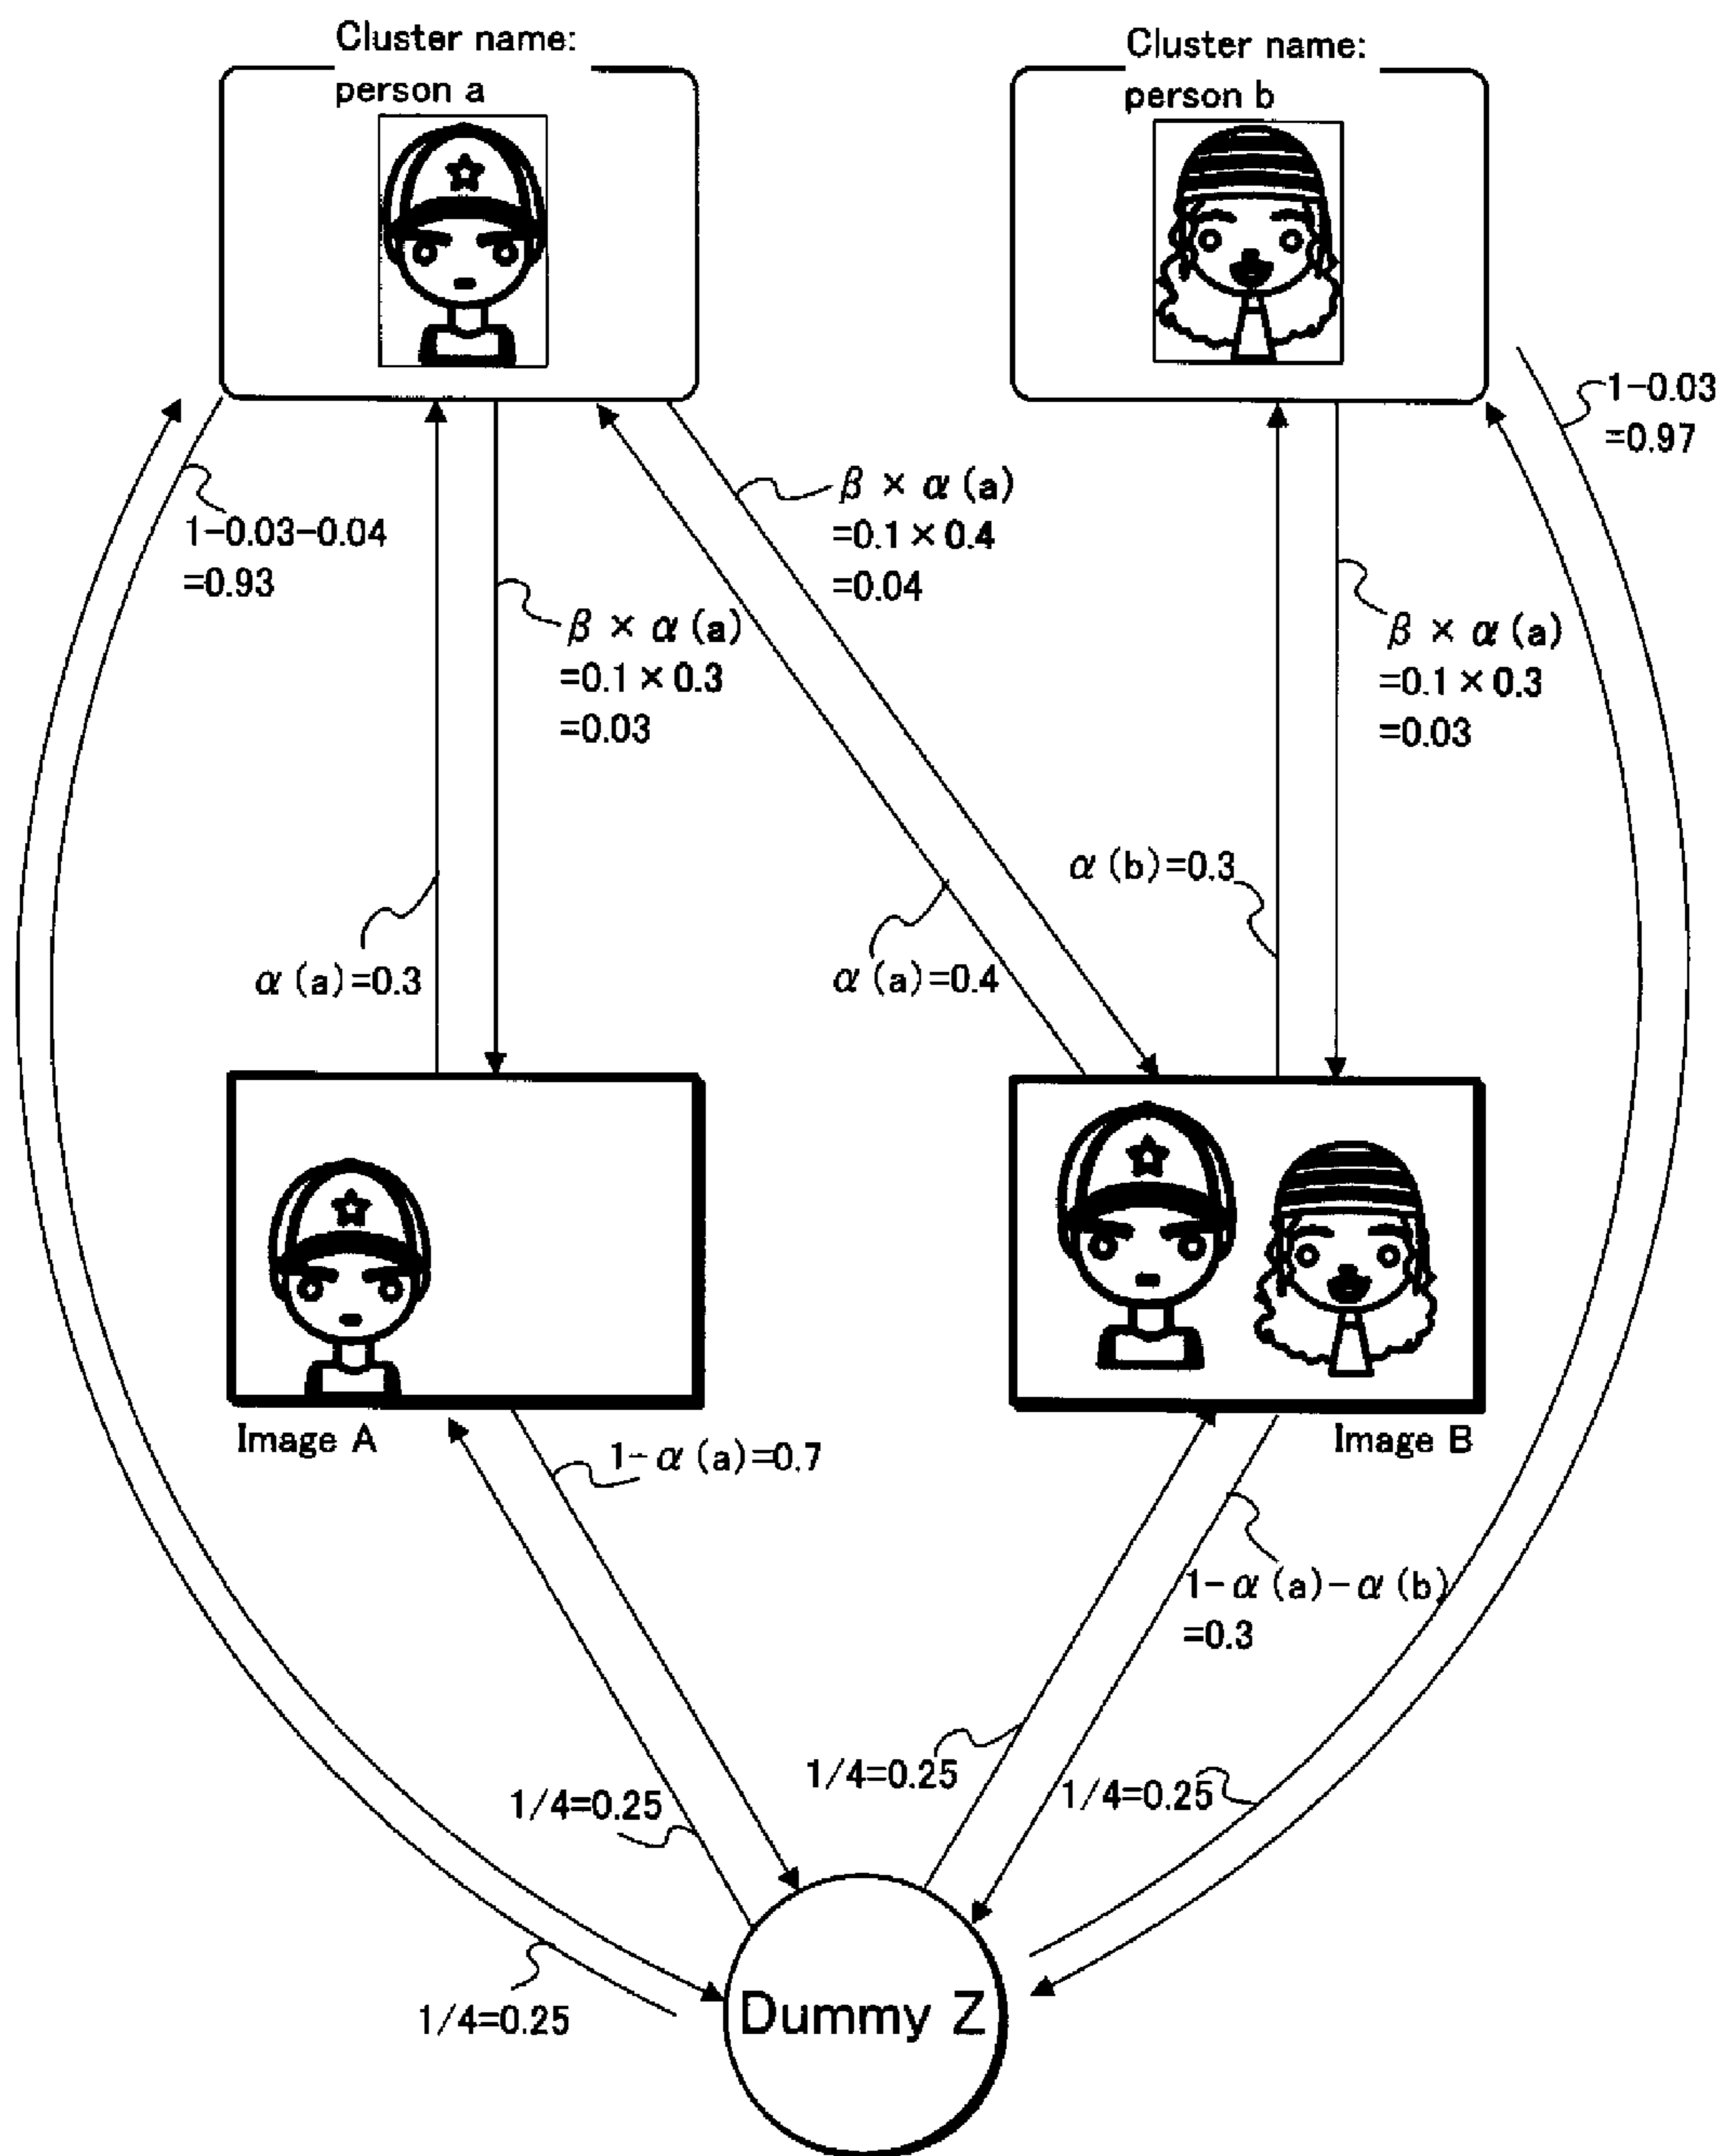 Cluster name:
person a
Cluster name:
person b
1-0.03
=0.97
β × α (a)
=0.1 × 0.4
=0.04
1-0.03-0.04
=0.93
β × α (a)
=0.1 × 0.3
=0.03
β × α (a)
=0.1 × 0.3
=0.03
α (b)=0.3
α (a)=0.3
α (a)=0.4
Image A
Image B
1-α (a)=0.7
1-α (a)-α (b)
=0.3
1/4=0.25
1/4=0.25
1/4=0.25
1/4=0.25
Dummy Z